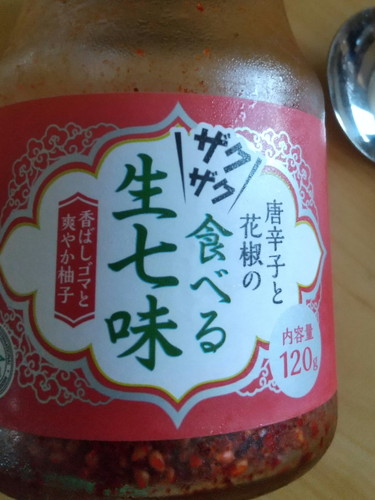 唐辛子と
花椒の
ザクザク
食べる
生七味
香ばしゴマと
爽やか柚子
内容量
120g